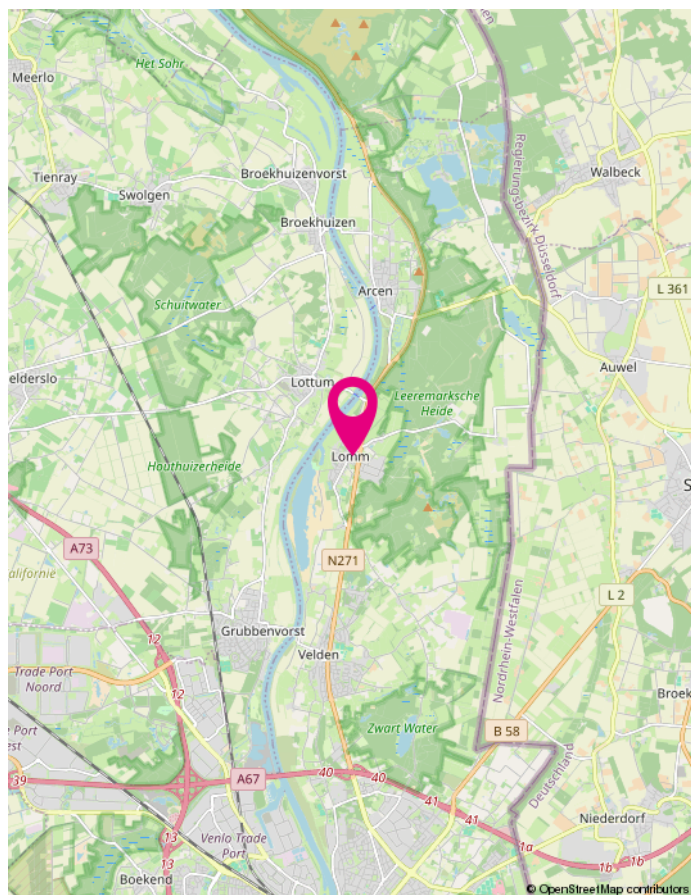 sen
Het Sohr
Meerlo
Regierungsbezirk Düsseldorf
Walbeck
Broekhuizenvorst
Tienray
Swolgen
Broekhuizen
Arcen
L 361
Schuitwater
Auwel
elderslo
Lottum
Leeremarksche
Heide
Lomm
Houthuizerheide
S
A73
N271
alifornie
L 2
Nordrhein-Westfalen
12
Grubbenvorst
Velden
Trade Port
Noord
12
Broek
Zwart Water
B 58
e Port
est
Deutschland
39
A67
40
40
41
41
Niederdorf
13
Venlo Trade
Port
1a
1b
1b
13
Boekend
© OpenStreetMap contributors